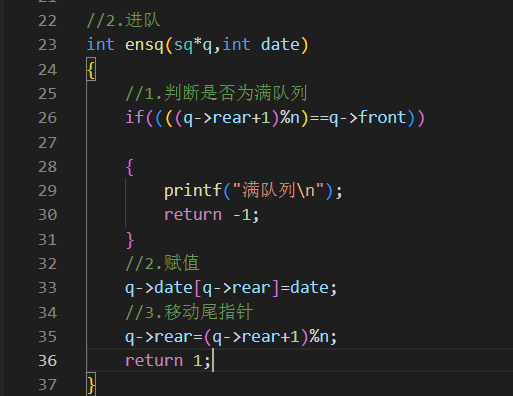 22 //2.进队
23 int ensq(sq*q,int date)
24 {
25 //1.判断是否为满队列
26 if((((q->rear+1)%n)==q->front))
27
28 {
29 printf("满队列\n");
30 return -1;
31 }
32 //2.赋值
33 q->date[q->rear]=date;
34 //3.移动尾指针
35 q->rear=(q->rear+1)%n;
36 return 1;
37 }